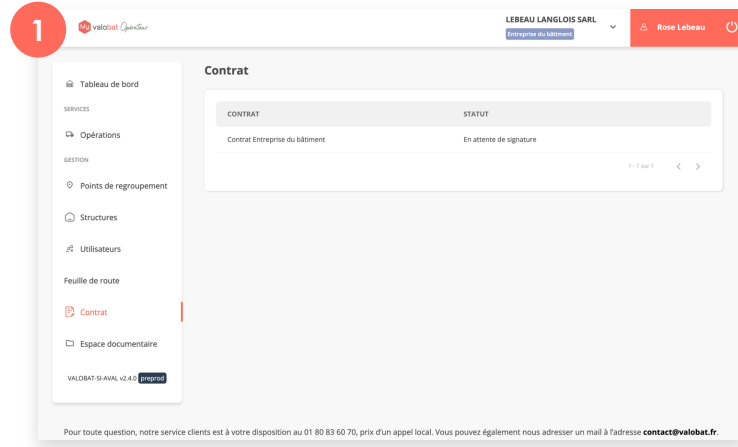 1
My valobat Opérateur
LEBEAU LANGLOIS SARL
Entreprise du bâtiment
Rose Lebeau
Tableau de bord
SERVICES
Opérations
GESTION
Points de regroupement
Structures
Utilisateurs
Feuille de route
Contrat
Espace documentaire
VALOBAT-SI-AVAL v2.4.0 preprod
Contrat
CONTRAT STATUT
Contrat Entreprise du bâtiment En attente de signature
1 - 1 sur 1
Pour toute question, notre service clients est à votre disposition au 01 80 83 60 70, prix d'un appel local. Vous pouvez également nous adresser un mail à l'adresse contact@valobat.fr.